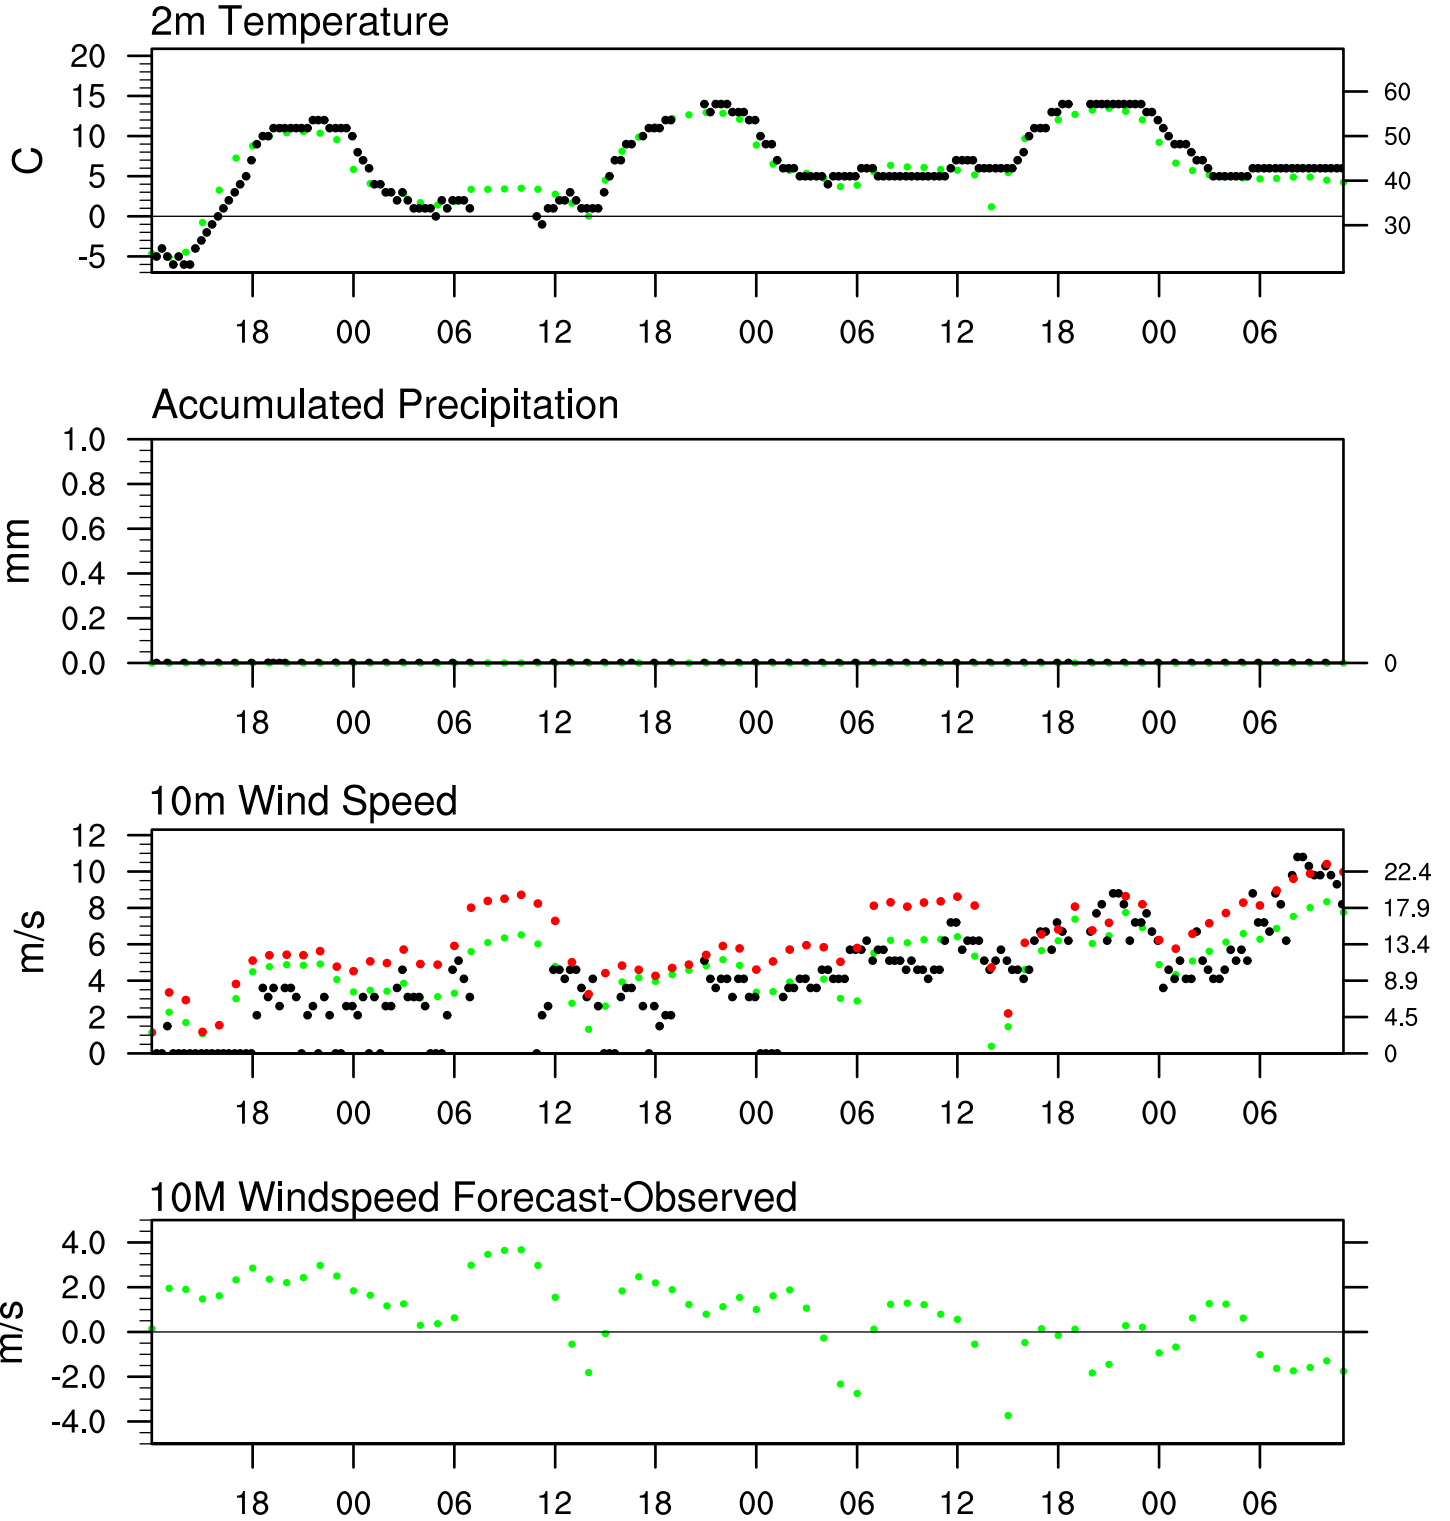 2m Temperature
20
15
10
5
0
-5
C
60
50
40
30
18 00 06 12 18 00 06 12 18 00 06
Accumulated Precipitation
1.0
0.8
0.6
0.4
0.2
0.0
mm
0
18 00 06 12 18 00 06 12 18 00 06
10m Wind Speed
12
10
8
6
4
2
0
m/s
22.4
17.9
13.4
8.9
4.5
0
18 00 06 12 18 00 06 12 18 00 06
10M Windspeed Forecast-Observed
4.0
2.0
0.0
-2.0
-4.0
m/s
18 00 06 12 18 00 06 12 18 00 06